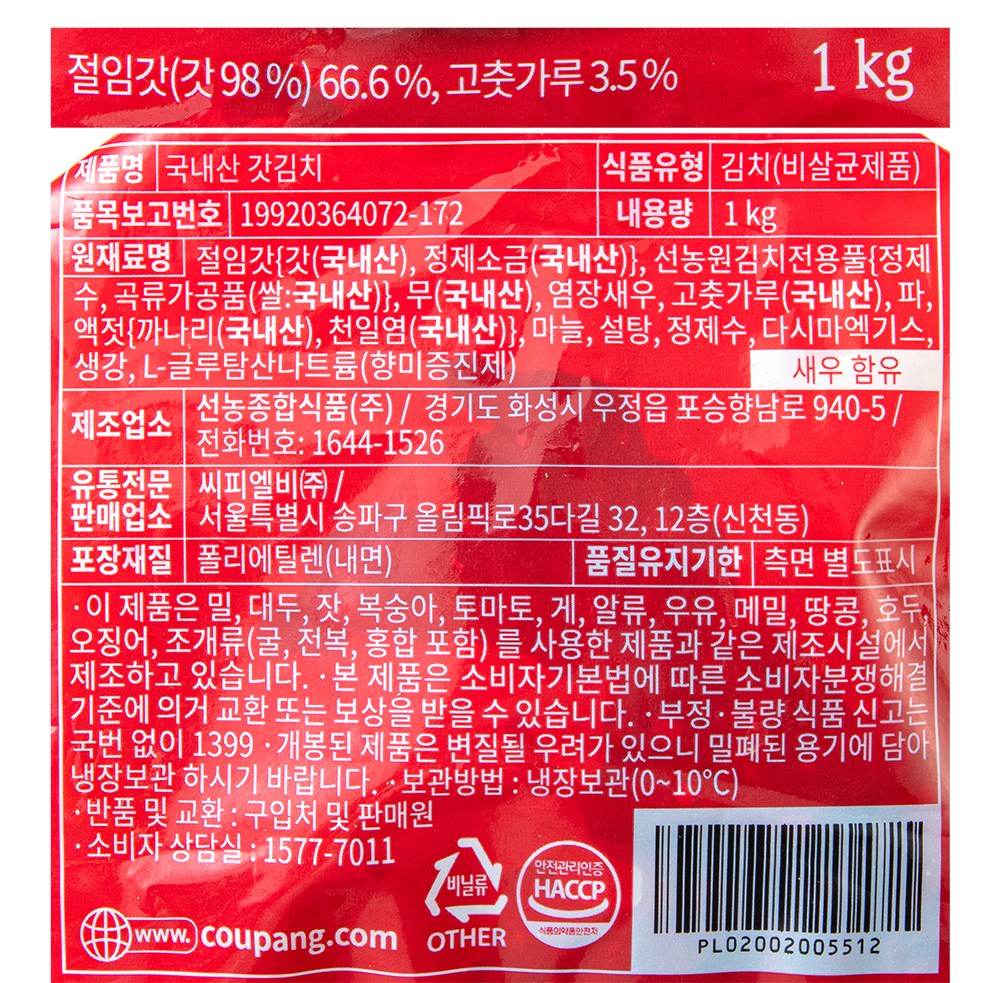 절임갓(갓 98%) 66.6%, 고춧가루 3.5% 1 kg
제품명 국내산 갓김치 식품유형 김치(비살균제품)
품목보고번호 19920364072-172 내용량 1 kg
원재료명 절임갓{갓(국내산), 정제소금(국내산)}, 선농원김치전용풀{정제
수, 곡류가공품(쌀:국내산)}, 무(국내산), 염장새우, 고춧가루(국내산), 파,
액젓{까나리(국내산), 천일염(국내산)}, 마늘, 설탕, 정제수, 다시마엑기스,
생강, L-글루탐산나트륨(향미증진제) 새우 함유
제조업소 선농종합식품(주) / 경기도 화성시 우정읍 포승향남로 940-5 /
전화번호: 1644-1526
유통전문 씨피엘비㈜ /
판매업소 서울특별시 송파구 올림픽로35다길 32, 12층(신천동)
포장재질 폴리에틸렌(내면) 품질유지기한 측면 별도표시
·이 제품은 밀, 대두, 잣, 복숭아, 토마토, 게, 알류, 우유, 메밀, 땅콩, 호두,
오징어, 조개류(굴, 전복, 홍합 포함) 를 사용한 제품과 같은 제조시설에서
제조하고 있습니다. ·본 제품은 소비자기본법에 따른 소비자분쟁해결
기준에 의거 교환 또는 보상을 받을 수 있습니다. ·부정·불량 식품 신고는
국번 없이 1399 ·개봉된 제품은 변질될 우려가 있으니 밀폐된 용기에 담아
냉장보관 하시기 바랍니다. ·보관방법 : 냉장보관(0~10°C)
·반품 및 교환 : 구입처 및 판매원
·소비자 상담실 : 1577-7011
비닐류
OTHER
안전관리인증
HACCP
식품의약품안전처
www. coupang.com
PL02002005512